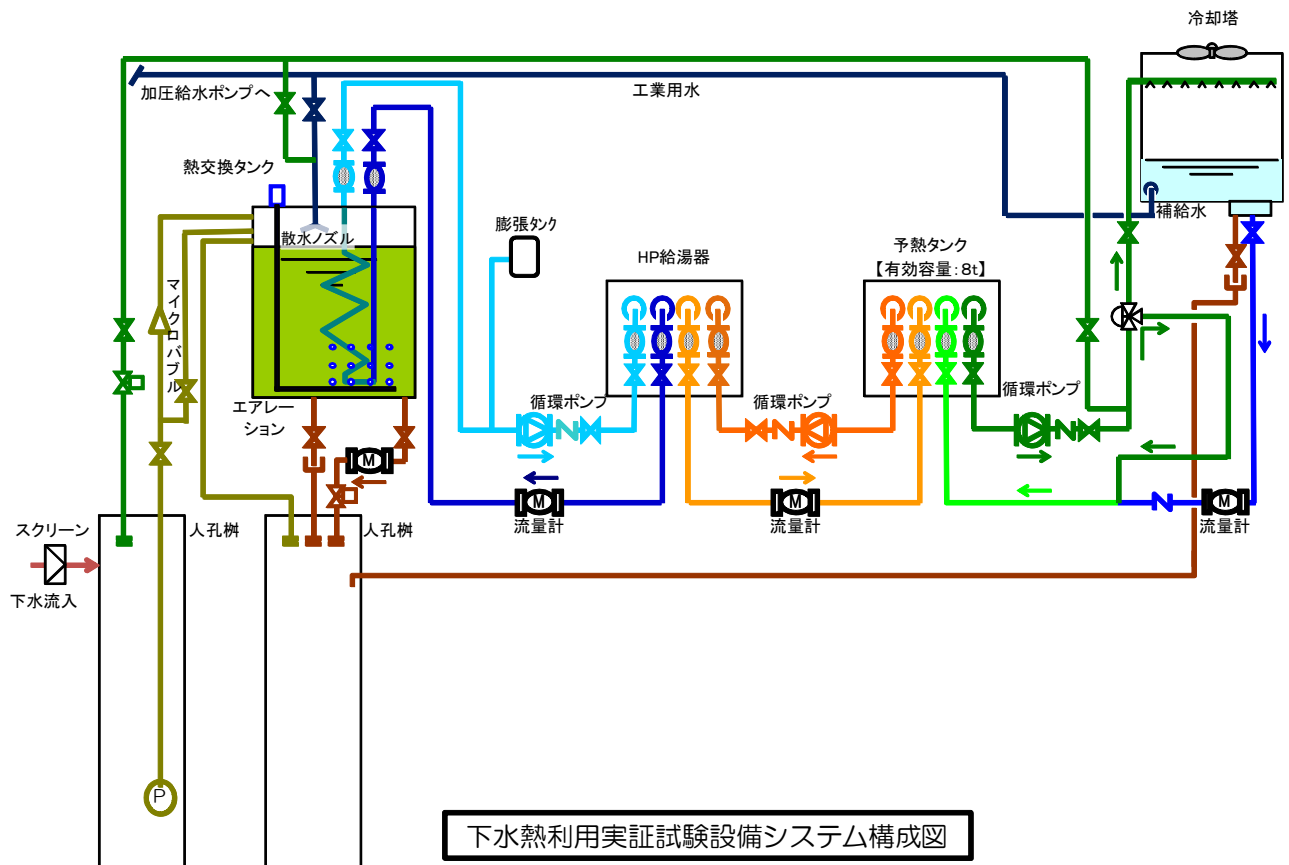 冷却塔
加圧給水ポンプへ
工業用水
熱交換タンク
補給水
散水ノズル
膨張タンク
HP給湯器
予熱タンク
【有効容量：8t】
マイクロバブル
循環ポンプ
循環ポンプ
循環ポンプ
エアレー
ション
M
M
流量計
M
流量計
M
流量計
スクリーン
人孔桝
人孔桝
下水流入
P
下水熱利用実証試験設備システム構成図